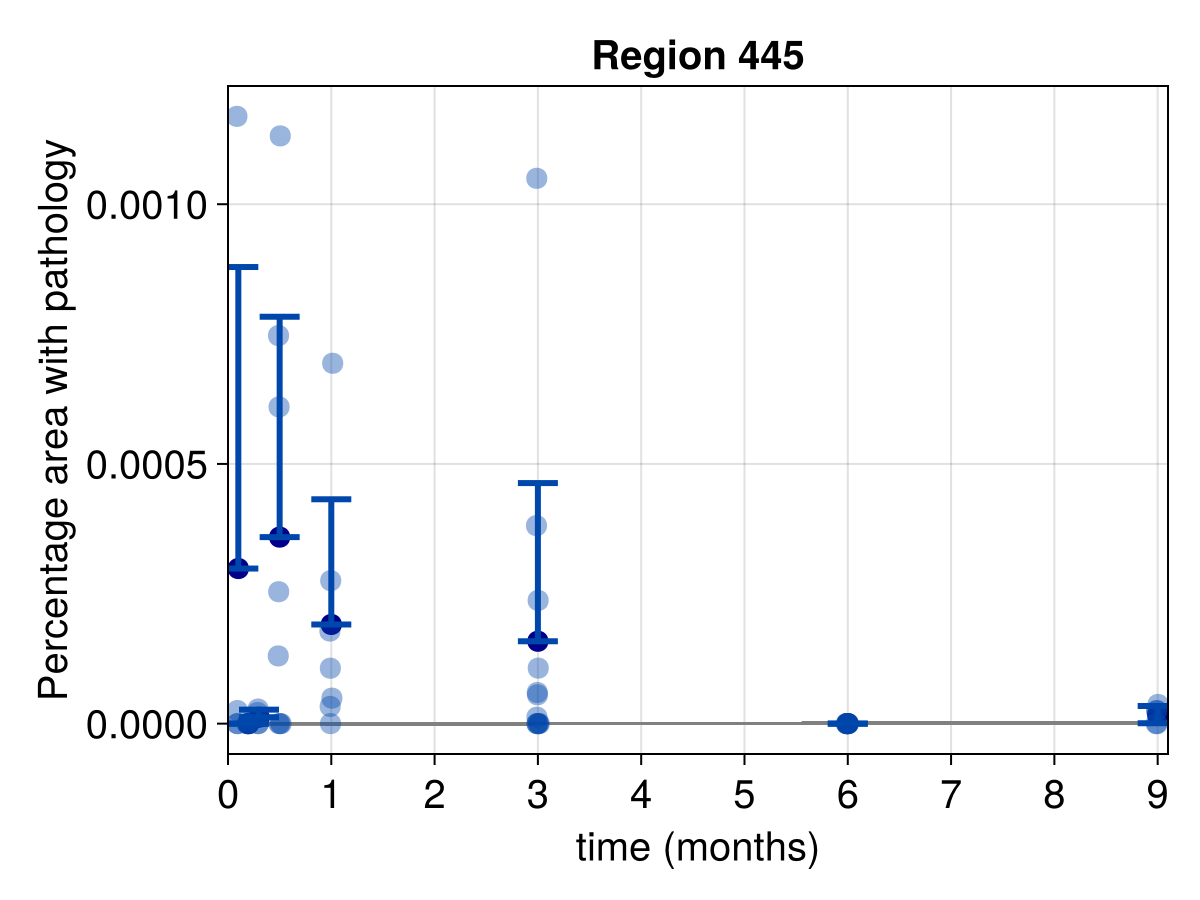 Region 445
Percentage area with pathology
0.0010
0.0005
0.0000
0 1 2 3 4 5 6 7 8 9
time (months)